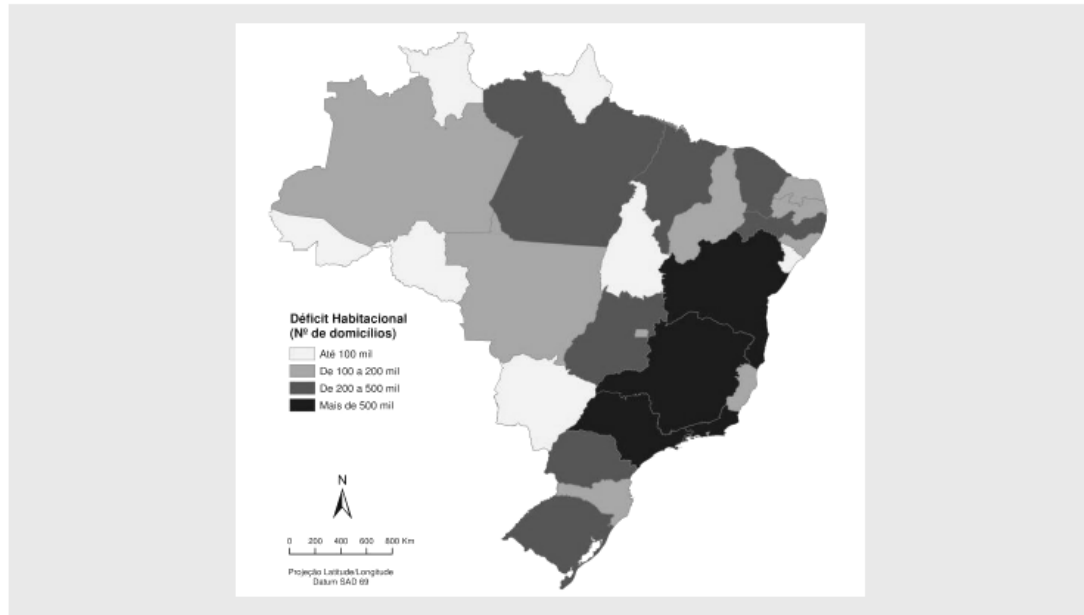 Déficit Habitacional
(Nº de domicílios)
Até 100 mil
De 100 a 200 mil
De 200 a 500 mil
Mais de 500 mil
N
0 200 400 600 800 Km
Projeção Latitude/Longitude
Datum SAD 69